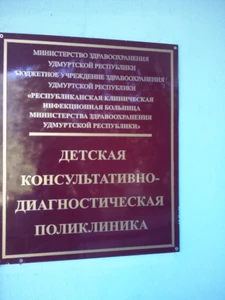 МИНИСТЕРСТВО ЗДРАВООХРАНЕНИЯ
УДМУРТСКОЙ РЕСПУБЛИКИ
БЮДЖЕТНОЕ УЧРЕЖДЕНИЕ ЗДРАВООХРАНЕНИЯ
УДМУРТСКОЙ РЕСПУБЛИКИ
«РЕСПУБЛИКАНСКАЯ КЛИНИЧЕСКАЯ
ИНФЕКЦИОННАЯ БОЛЬНИЦА
МИНИСТЕРСТВА ЗДРАВООХРАНЕНИЯ
УДМУРТСКОЙ РЕСПУБЛИКИ»
ДЕТСКАЯ
КОНСУЛЬТАТИВНО-
ДИАГНОСТИЧЕСКАЯ
ПОЛИКЛИНИКА